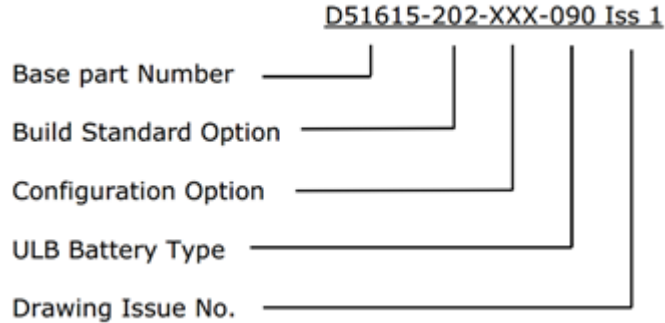 D51615-202-XXX-090 Iss 1
Base part Number
Build Standard Option
Configuration Option
ULB Battery Type
Drawing Issue No.